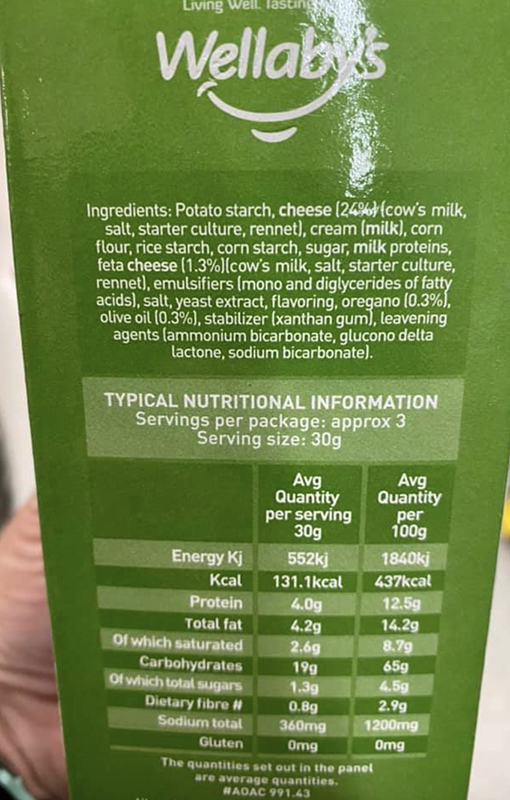 Living Well. Tasting
Wellaby's
Ingredients: Potato starch, cheese (24%)(cow's milk,
salt, starter culture, rennet), cream (milk), corn
flour, rice starch, corn starch, sugar, milk proteins,
feta cheese (1.3%)(cow's milk, salt, starter culture,
rennet), emulsifiers (mono and diglycerides of fatty
acids), salt, yeast extract, flavoring, oregano (0.3%),
olive oil (0.3%), stabilizer (xanthan gum), leavening
agents (ammonium bicarbonate, glucono delta
lactone, sodium bicarbonate).
TYPICAL NUTRITIONAL INFORMATION
Servings per package: approx 3
Serving size: 30g
Avg Quantity per serving 30g
Avg Quantity per 100g
Energy Kj 552kj 1840kj
Kcal 131.1kcal 437kcal
Protein 4.0g 12.5g
Total fat 4.2g 14.2g
Of which saturated 2.6g 8.7g
Carbohydrates 19g 65g
Of which total sugars 1.3g 4.5g
Dietary fibre # 0.8g 2.9g
Sodium total 360mg 1200mg
Gluten 0mg 0mg
The quantities set out in the panel
are average quantities.
#AOAC 991.43